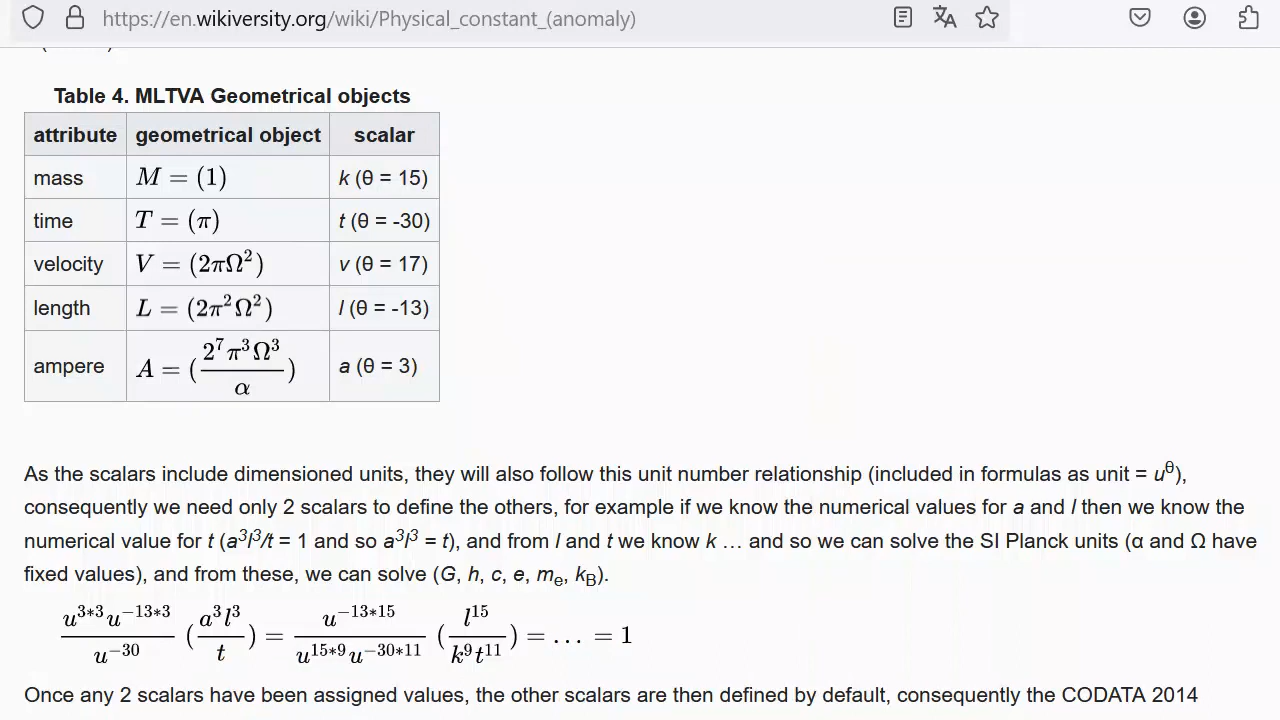 https://en.wikiversity.org/wiki/Physical_constant_(anomaly)
Table 4. MLTVA Geometrical objects
attribute geometrical object scalar
mass M = (1) k (θ = 15)
time T = (π) t (θ = -30)
velocity V = (2πΩ²) v (θ = 17)
length L = (2π²Ω²) l (θ = -13)
ampere A = (2⁷π³Ω³/α) a (θ = 3)
As the scalars include dimensioned units, they will also follow this unit number relationship (included in formulas as unit = u^θ),
consequently we need only 2 scalars to define the others, for example if we know the numerical values for a and l then we know the
numerical value for t (a³l³/t = 1 and so a³l³ = t), and from l and t we know k … and so we can solve the SI Planck units (α and Ω have
fixed values), and from these, we can solve (G, h, c, e, mₑ, k_B).
u^(3*3) u^(-13*3) / u^(-30) (a³l³/t) = u^(-13*15) / (u^(15*9) u^(-30*11)) (l¹⁵/(k⁹t¹¹)) = … = 1
Once any 2 scalars have been assigned values, the other scalars are then defined by default, consequently the CODATA 2014